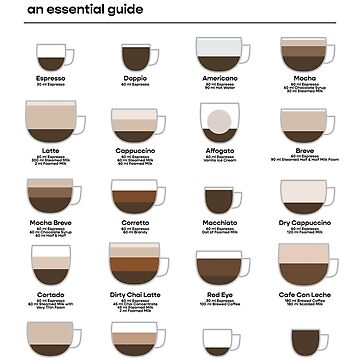 an essential guide
Espresso
30 ml Espresso
Doppio
60 ml Espresso
Americano
60 ml Espresso
90 ml Hot Water
Mocha
60 ml Espresso
60 ml Chocolate Syrup
30 ml Steamed Milk
Latte
60 ml Espresso
300 ml Steamed Milk
2 ml Foamed Milk
Cappuccino
60 ml Espresso
60 ml Steamed Milk
60 ml Foamed Milk
Affogato
60 ml Espresso
Vanilla Ice Cream
Breve
60 ml Espresso
90 ml Steamed Half & Half Milk Foam
Mocha Breve
60 ml Espresso
60 ml Chocolate Syrup
60 ml Half & Half
Corretto
60 ml Espresso
60 ml Brandy
Macchiato
60 ml Espresso
Dot of Foamed Milk
Dry Cappuccino
60 ml Espresso
120 ml Foamed Milk
Cortado
60 ml Espresso
60 ml Steamed Milk with
Very Thin Foam
Dirty Chai Latte
60 ml Espresso
45 ml Chai Concentrate
45 ml Steamed Milk
2 ml Foamed Milk
Red Eye
30 ml Espresso
100 ml Brewed Coffee
Cafe Con Leche
180 ml Brewed Coffee
180 ml Scalded Milk